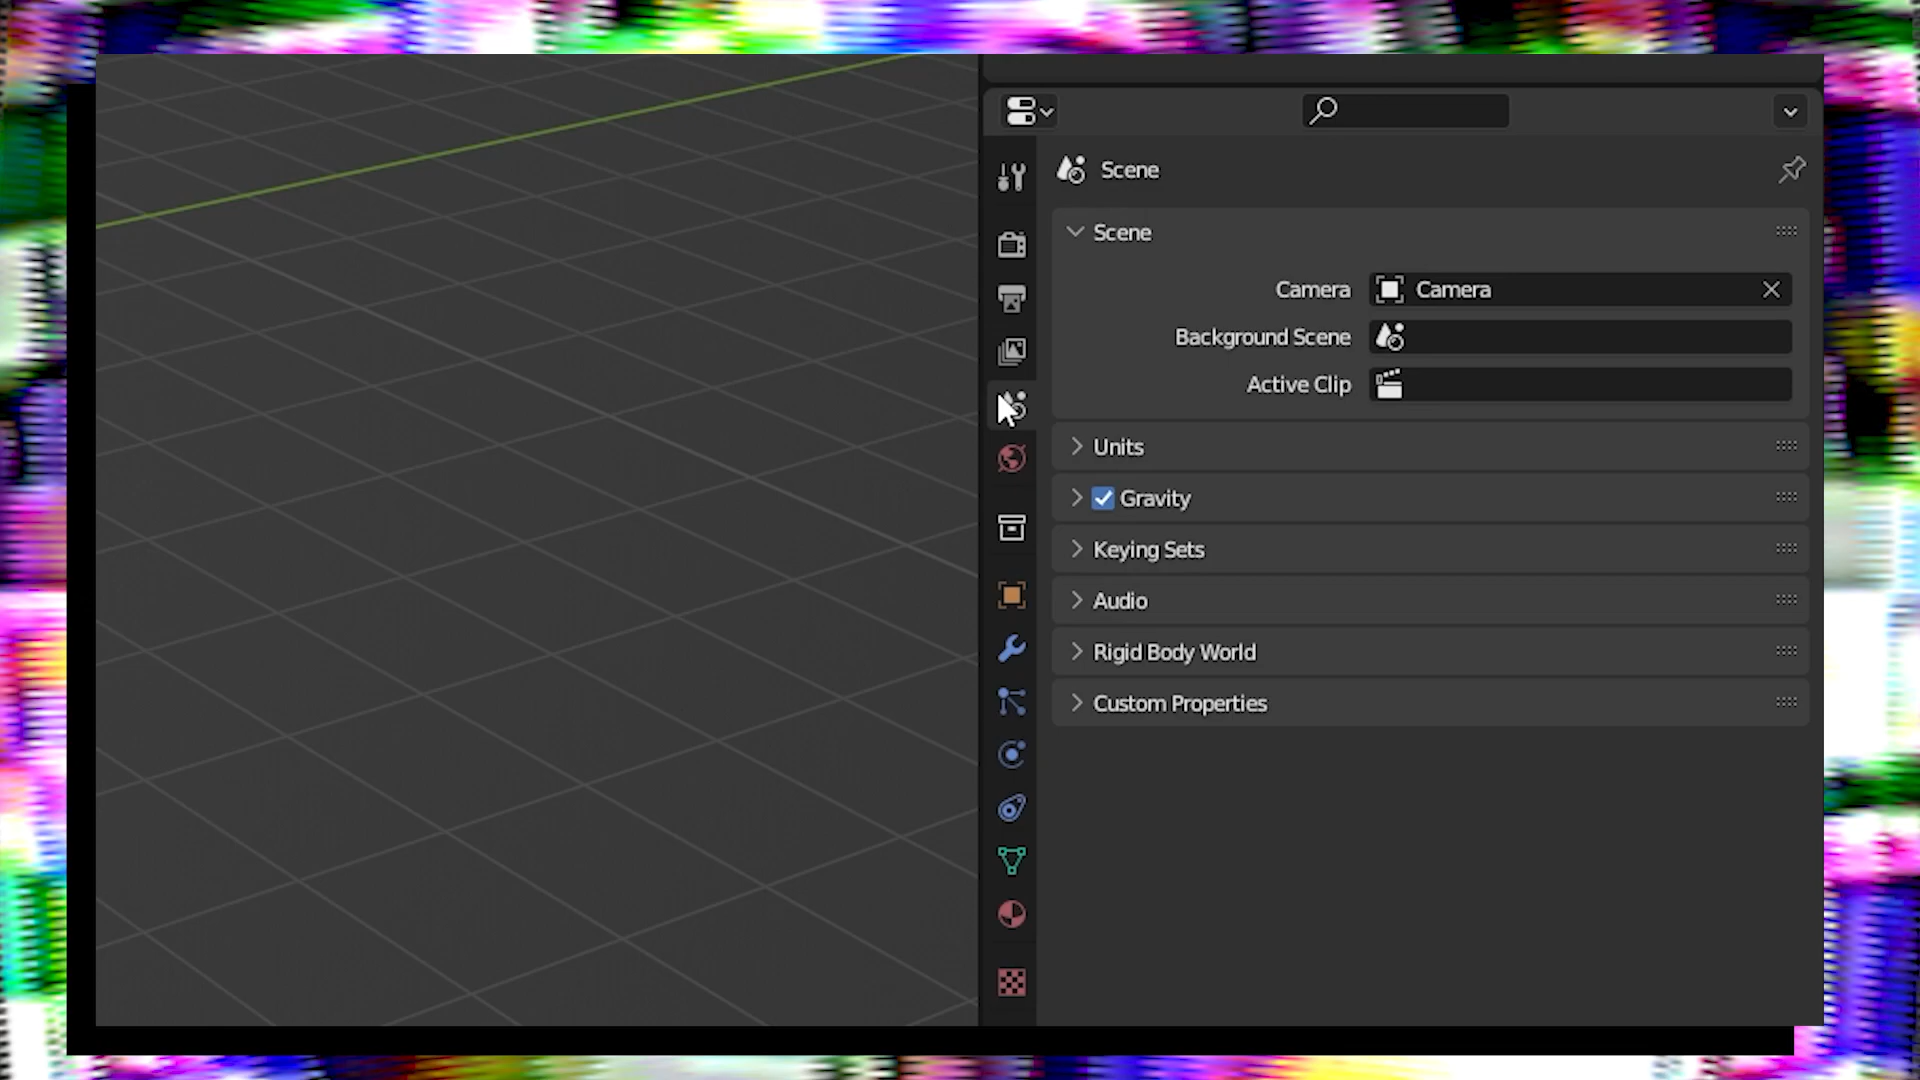 Scene
Scene
Camera Camera
Background Scene
Active Clip
Units
Gravity
Keying Sets
Audio
Rigid Body World
Custom Properties